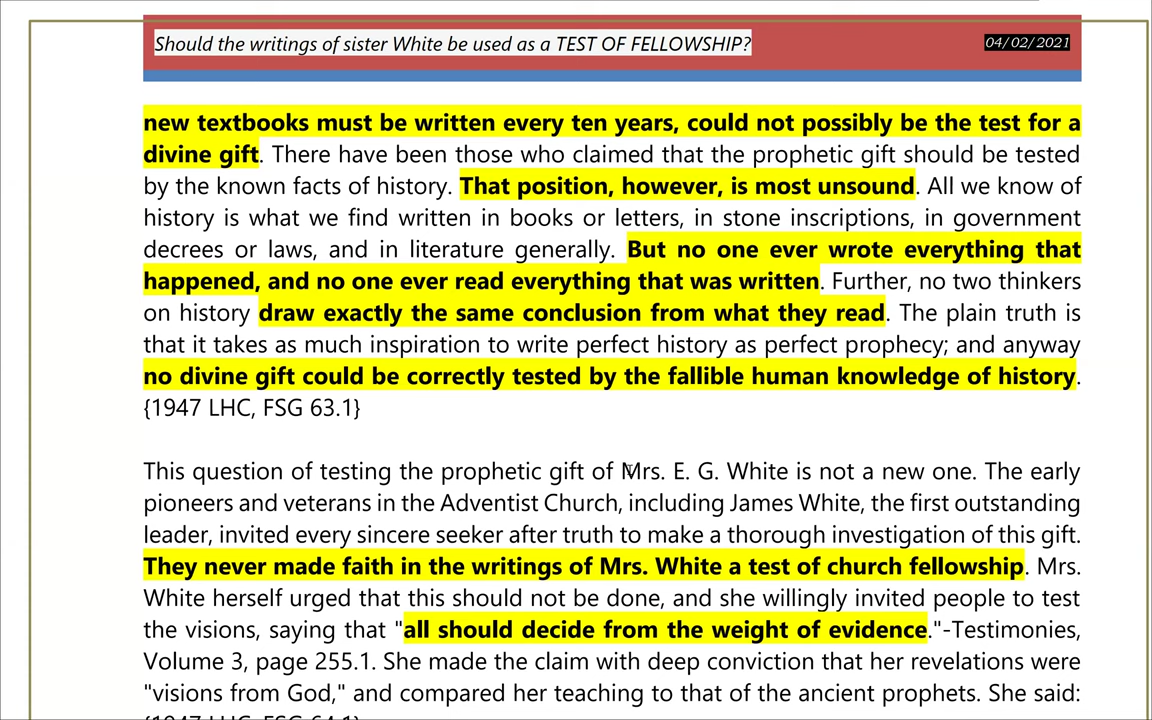 Should the writings of sister White be used as a TEST OF FELLOWSHIP?
04/02/2021
new textbooks must be written every ten years, could not possibly be the test for a
divine gift. There have been those who claimed that the prophetic gift should be tested
by the known facts of history. That position, however, is most unsound. All we know of
history is what we find written in books or letters, in stone inscriptions, in government
decrees or laws, and in literature generally. But no one ever wrote everything that
happened, and no one ever read everything that was written. Further, no two thinkers
on history draw exactly the same conclusion from what they read. The plain truth is
that it takes as much inspiration to write perfect history as perfect prophecy; and anyway
no divine gift could be correctly tested by the fallible human knowledge of history.
{1947 LHC, FSG 63.1}
This question of testing the prophetic gift of Mrs. E. G. White is not a new one. The early
pioneers and veterans in the Adventist Church, including James White, the first outstanding
leader, invited every sincere seeker after truth to make a thorough investigation of this gift.
They never made faith in the writings of Mrs. White a test of church fellowship. Mrs.
White herself urged that this should not be done, and she willingly invited people to test
the visions, saying that "all should decide from the weight of evidence."-Testimonies,
Volume 3, page 255.1. She made the claim with deep conviction that her revelations were
"visions from God," and compared her teaching to that of the ancient prophets. She said:
{1947 LHC, FSG 64.1}